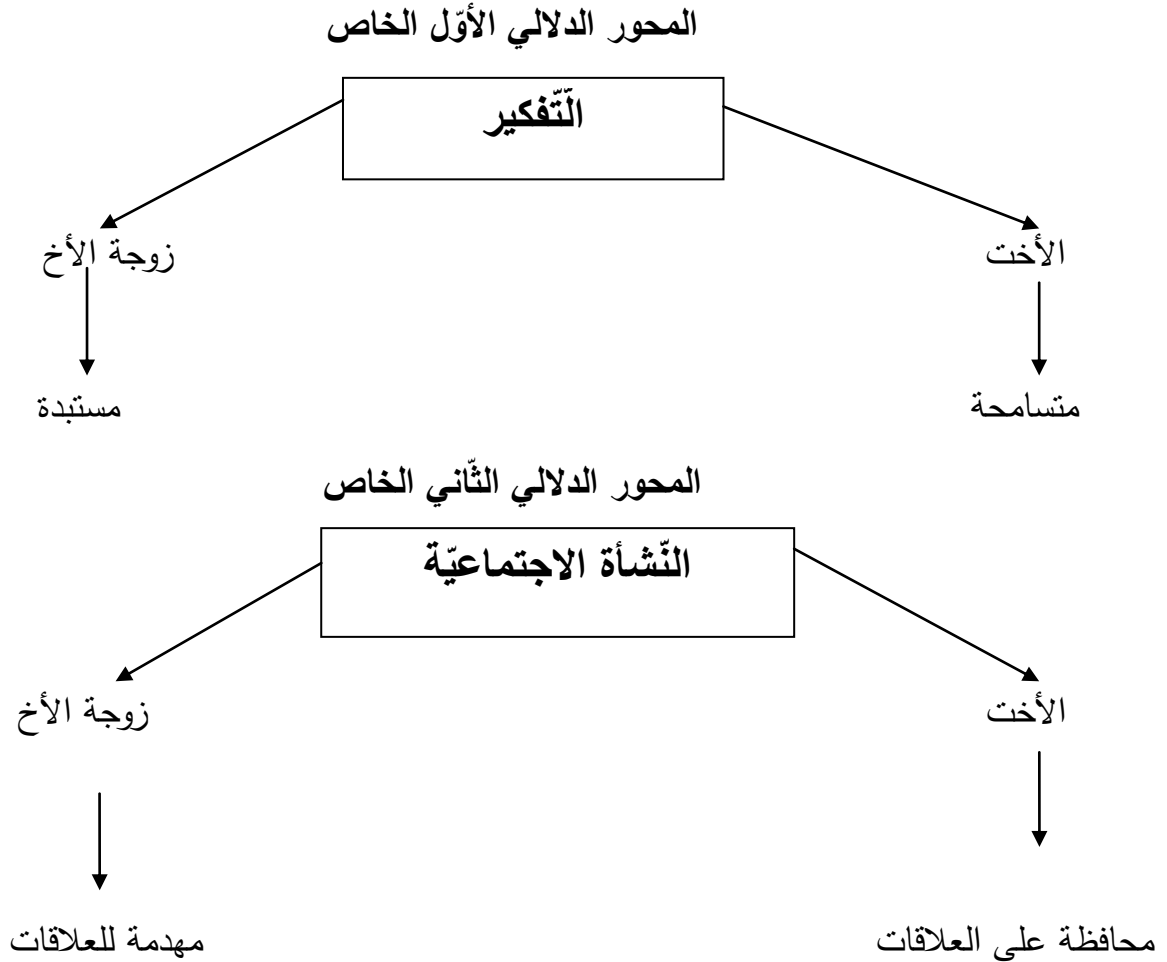 المحور الدلالي الأوّل الخاص
التّفكير
الأخت
زوجة الأخ
متسامحة
مستبدة
المحور الدلالي الثّاني الخاص
النّشأة الاجتماعيّة
الأخت
زوجة الأخ
محافظة على العلاقات
مهدمة للعلاقات